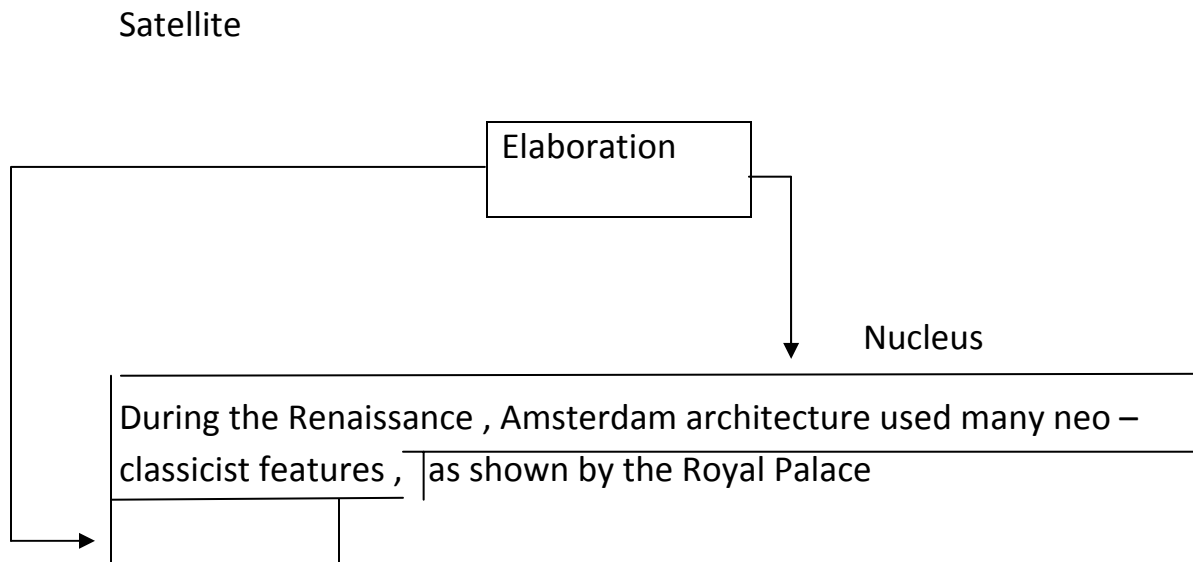 Satellite
Elaboration
Nucleus
During the Renaissance , Amsterdam architecture used many neo –
classicist features , as shown by the Royal Palace